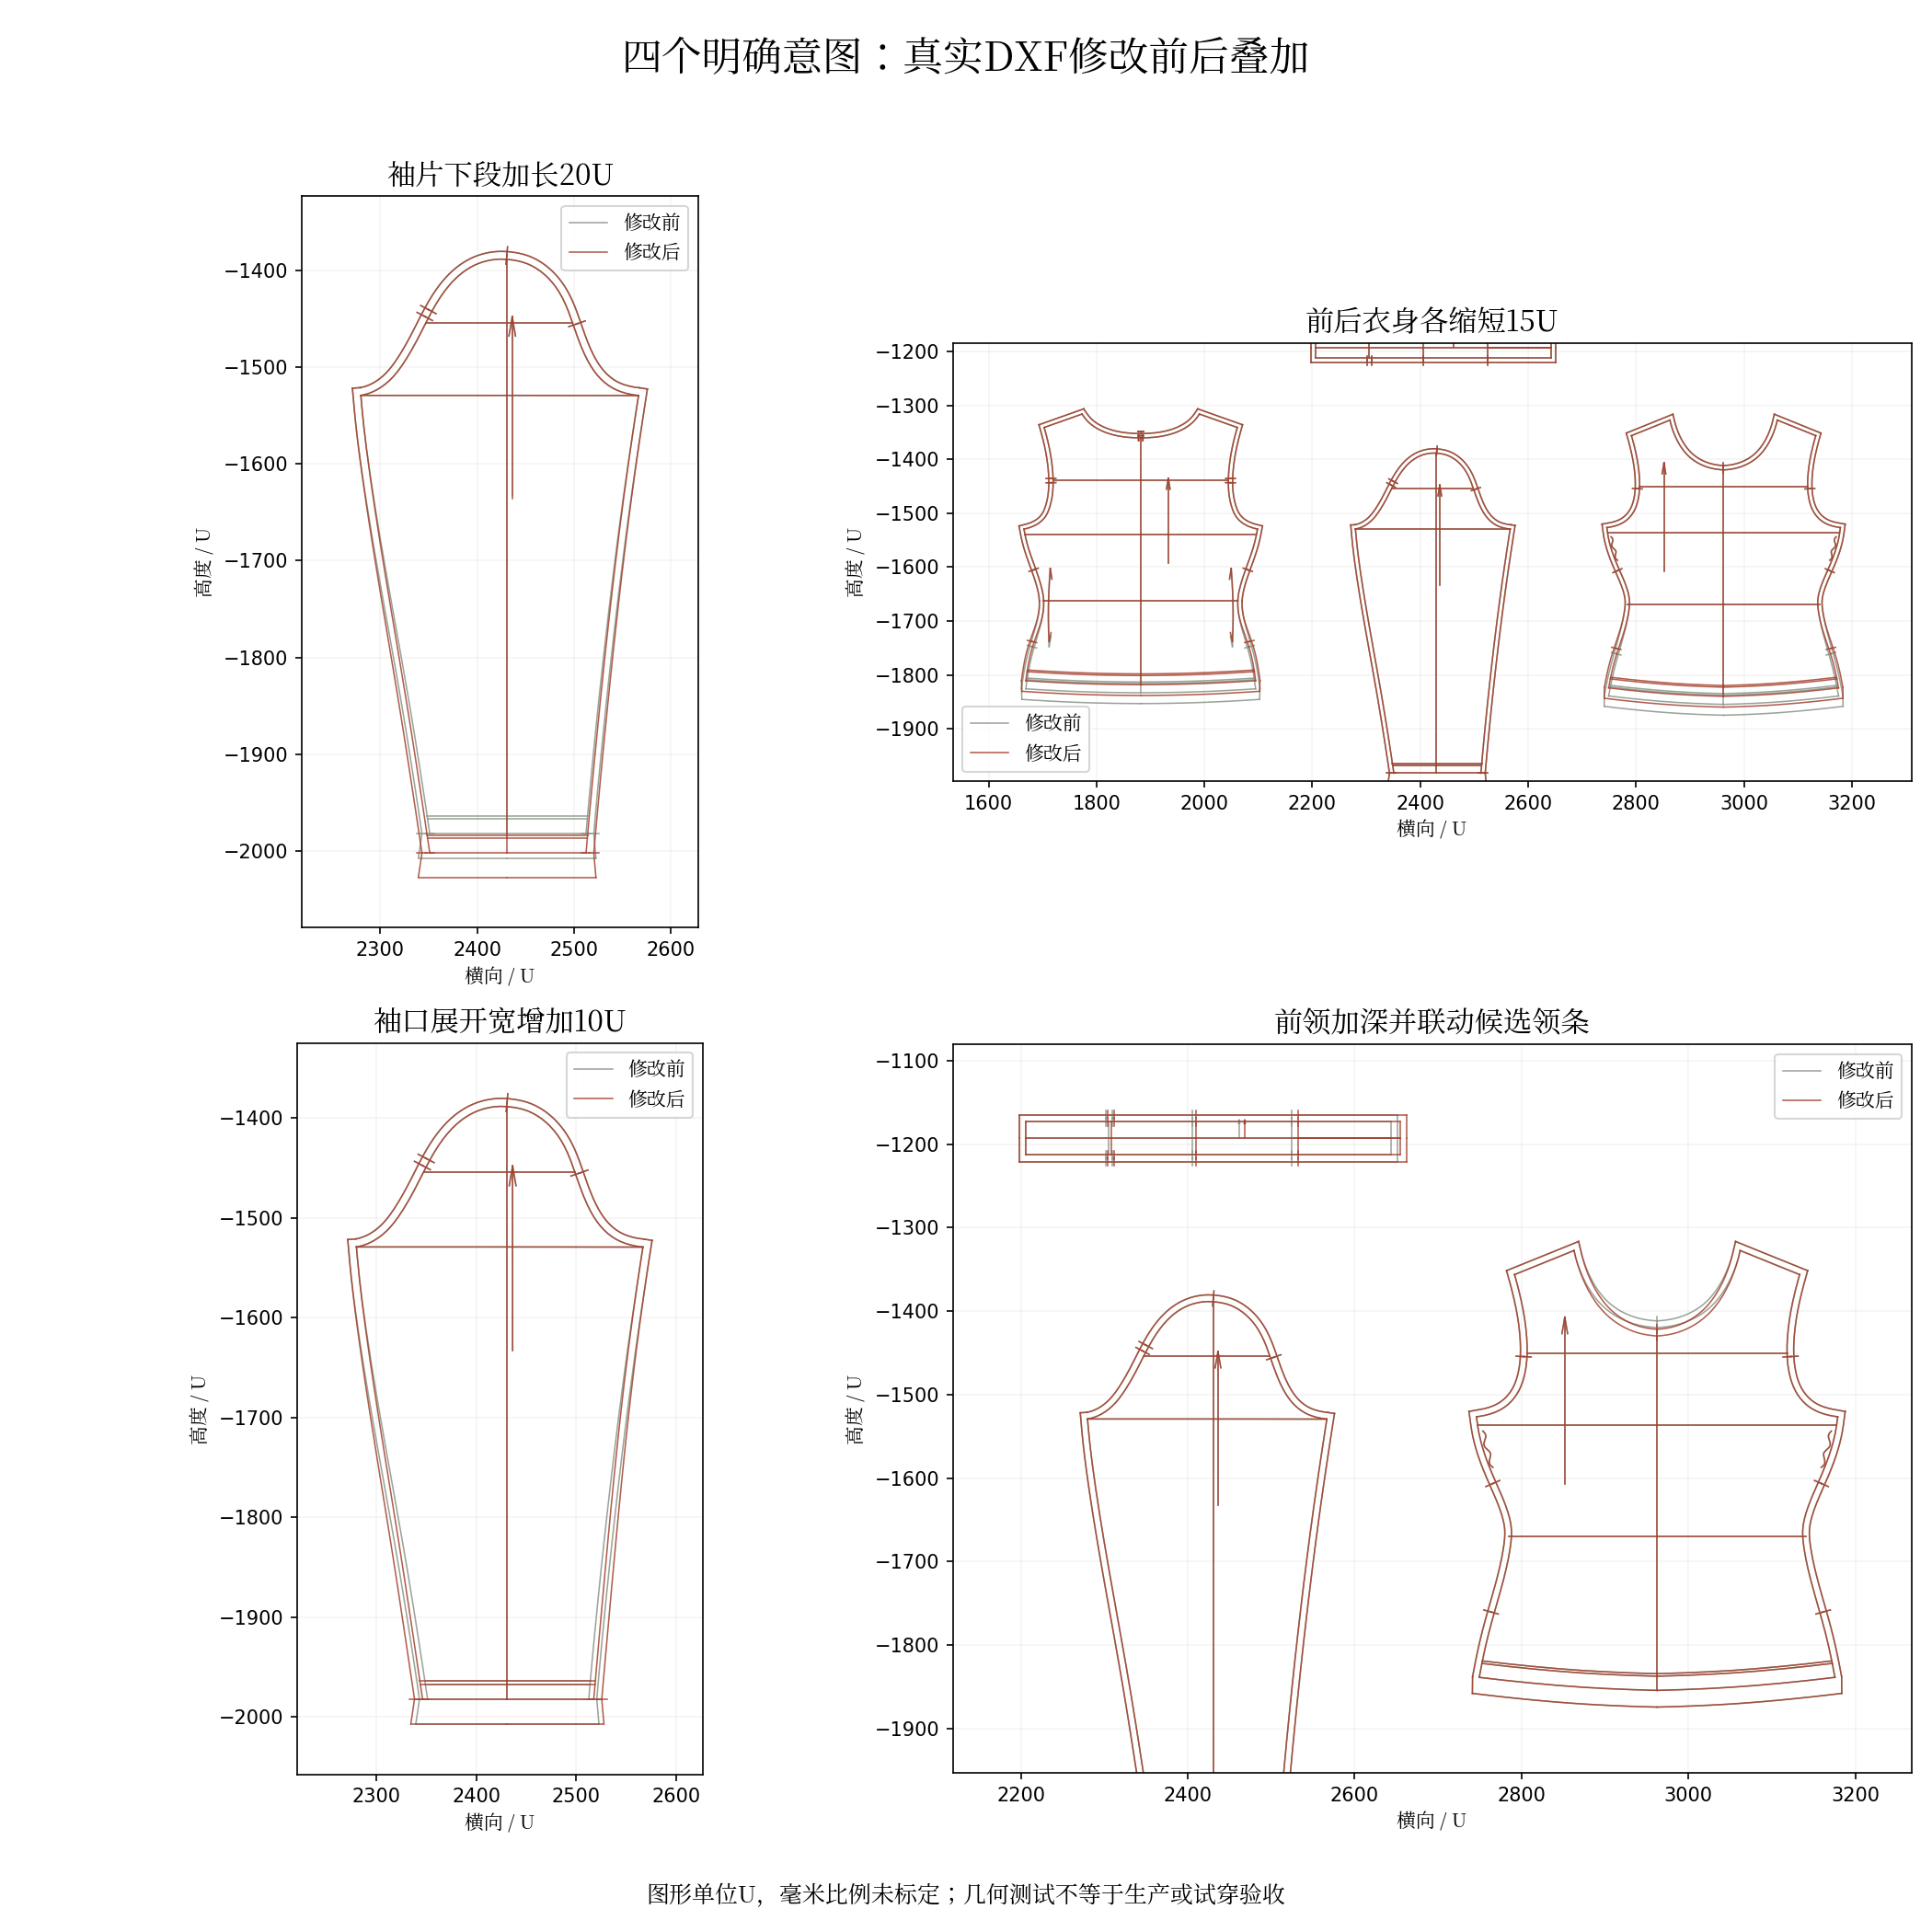 四个明确意图：真实DXF修改前后叠加
袖片下段加长20U
修改前
修改后
−1400
−1500
−1600
−1700
−1800
−1900
−2000
高度 / U
2300 2400 2500 2600
横向 / U
前后衣身各缩短15U
−1200
−1300
−1400
−1500
−1600
−1700
−1800
−1900
高度 / U
修改前
修改后
1600 1800 2000 2200 2400 2600 2800 3000 3200
横向 / U
袖口展开宽增加10U
修改前
修改后
−1400
−1500
−1600
−1700
−1800
−1900
−2000
高度 / U
2300 2400 2500 2600
横向 / U
前领加深并联动候选领条
修改前
修改后
−1100
−1200
−1300
−1400
−1500
−1600
−1700
−1800
−1900
高度 / U
2200 2400 2600 2800 3000 3200
横向 / U
图形单位U，毫米比例未标定；几何测试不等于生产或试穿验收